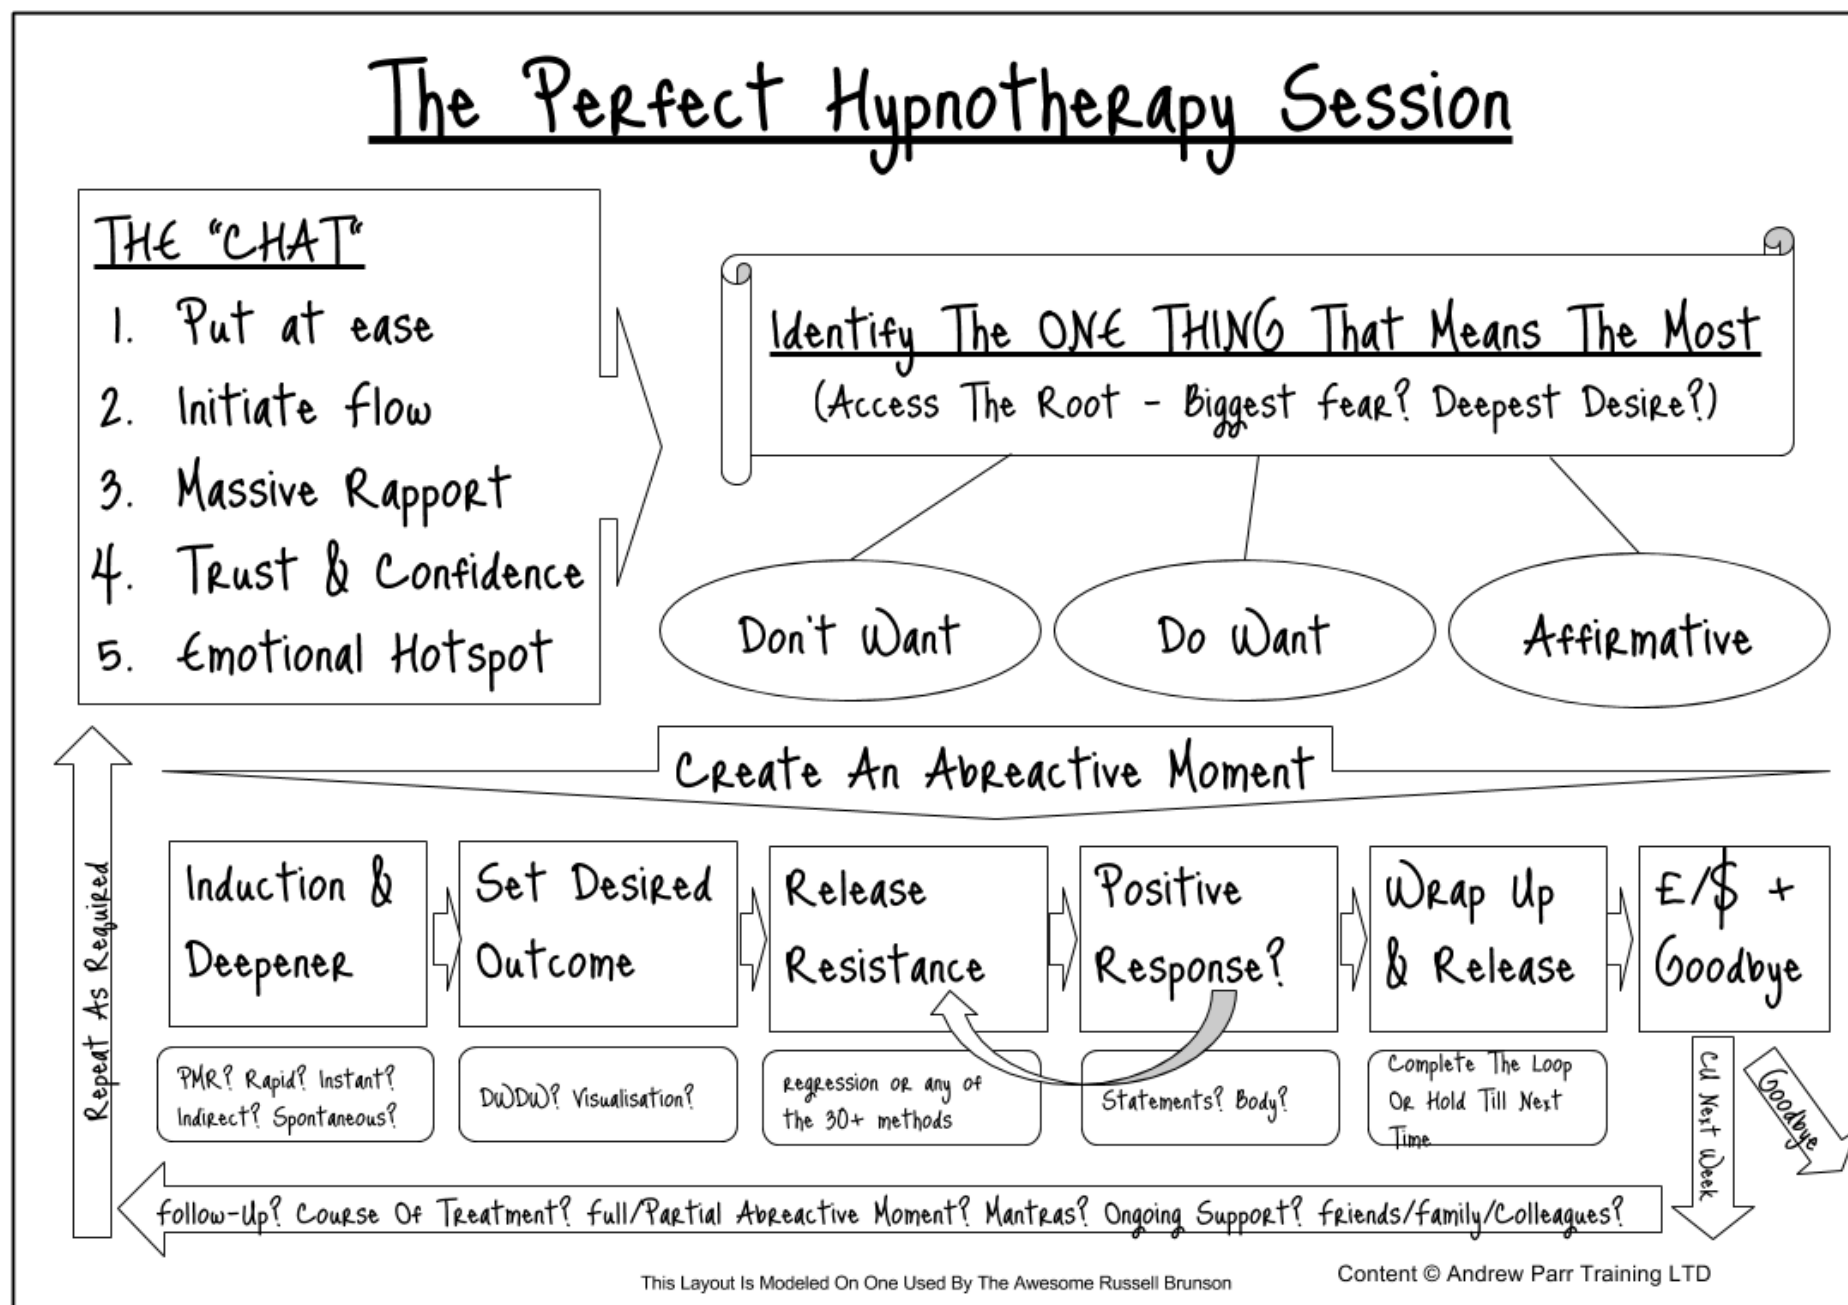 The Perfect Hypnotherapy Session
THE "CHAT"
1. Put at ease
2. Initiate flow
3. Massive Rapport
4. Trust & Confidence
5. Emotional Hotspot
Identify The ONE THING That Means The Most
(Access The Root - Biggest Fear? Deepest Desire?)
Don't Want
Do Want
Affirmative
Create An Abreactive Moment
Induction &
Deepener
Set Desired
Outcome
Release
Resistance
Positive
Response?
Wrap Up
& Release
£/$ +
Goodbye
PMR? Rapid? Instant?
Indirect? Spontaneous?
DWDW? Visualisation?
regression or any of
the 30+ methods
Statements? Body?
Complete The Loop
Or Hold Till Next
Time
CU Next Week
Goodbye
Follow-Up? Course Of Treatment? Full/Partial Abreactive Moment? Mantras? Ongoing Support? Friends/Family/Colleagues?
Repeat As Required
This Layout Is Modeled On One Used By The Awesome Russell Brunson
Content © Andrew Parr Training LTD